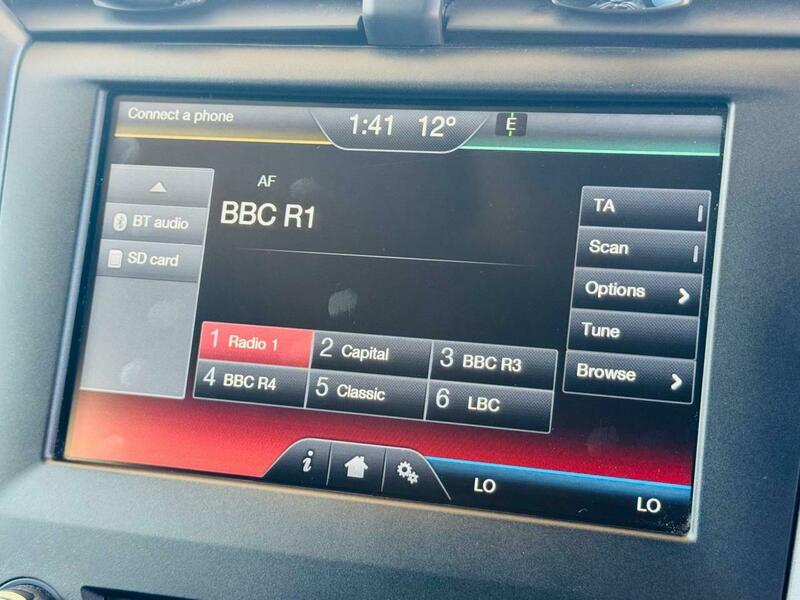 Connect a phone
1:41 12° E
AF
BBC R1
BT audio
SD card
TA
Scan
Options
Tune
Browse
1 Radio 1
2 Capital
3 BBC R3
4 BBC R4
5 Classic
6 LBC
i
LO
LO